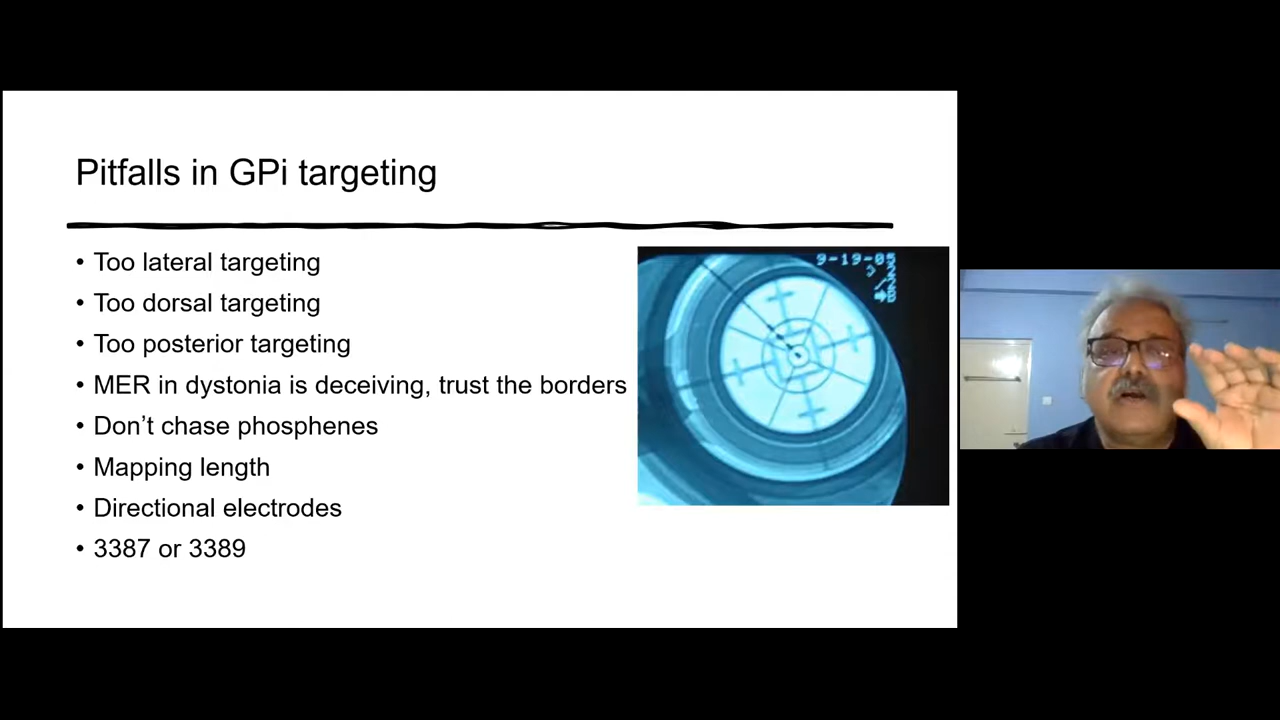 Pitfalls in GPi targeting
• Too lateral targeting
• Too dorsal targeting
• Too posterior targeting
• MER in dystonia is deceiving, trust the borders
• Don’t chase phosphenes
• Mapping length
• Directional electrodes
• 3387 or 3389
9-19-05